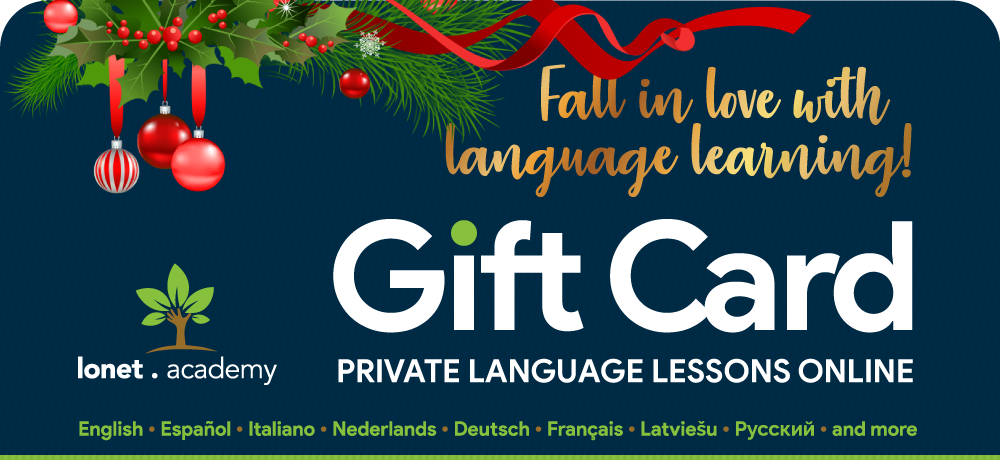 Fall in love with
language learning!
Gift Card
lonet . academy
PRIVATE LANGUAGE LESSONS ONLINE
English • Español • Italiano • Nederlands • Deutsch • Français • Latviešu • Русский • and more